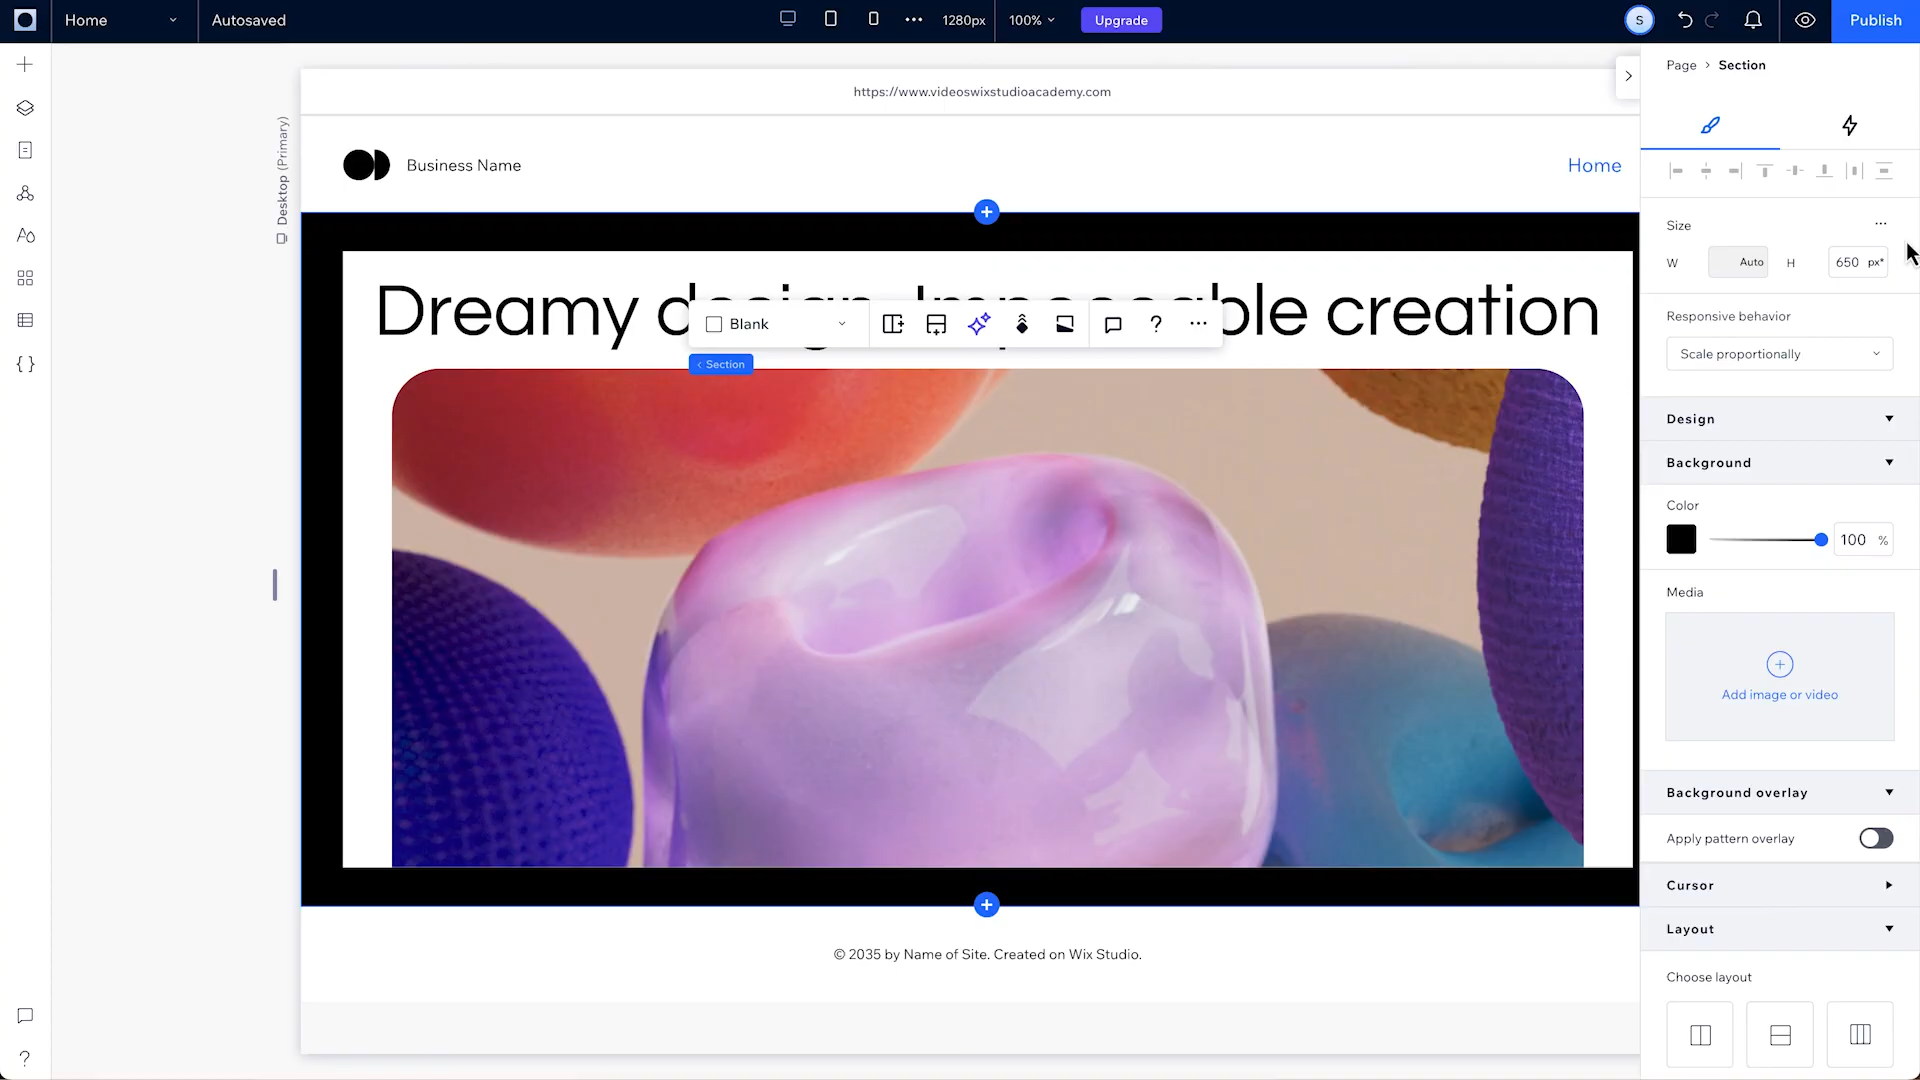 Home
Autosaved
1280px
100%
Upgrade
S
Publish
Page > Section
https://www.videoswixstudioacademy.com
Desktop (Primary)
Business Name
Home
Size
W Auto H 650 px*
Dreamy d
ble creation
Blank
?
< Section
Responsive behavior
Scale proportionally
Design
Background
Color
100 %
Media
Add image or video
Background overlay
Apply pattern overlay
Cursor
Layout
© 2035 by Name of Site. Created on Wix Studio.
Choose layout
?